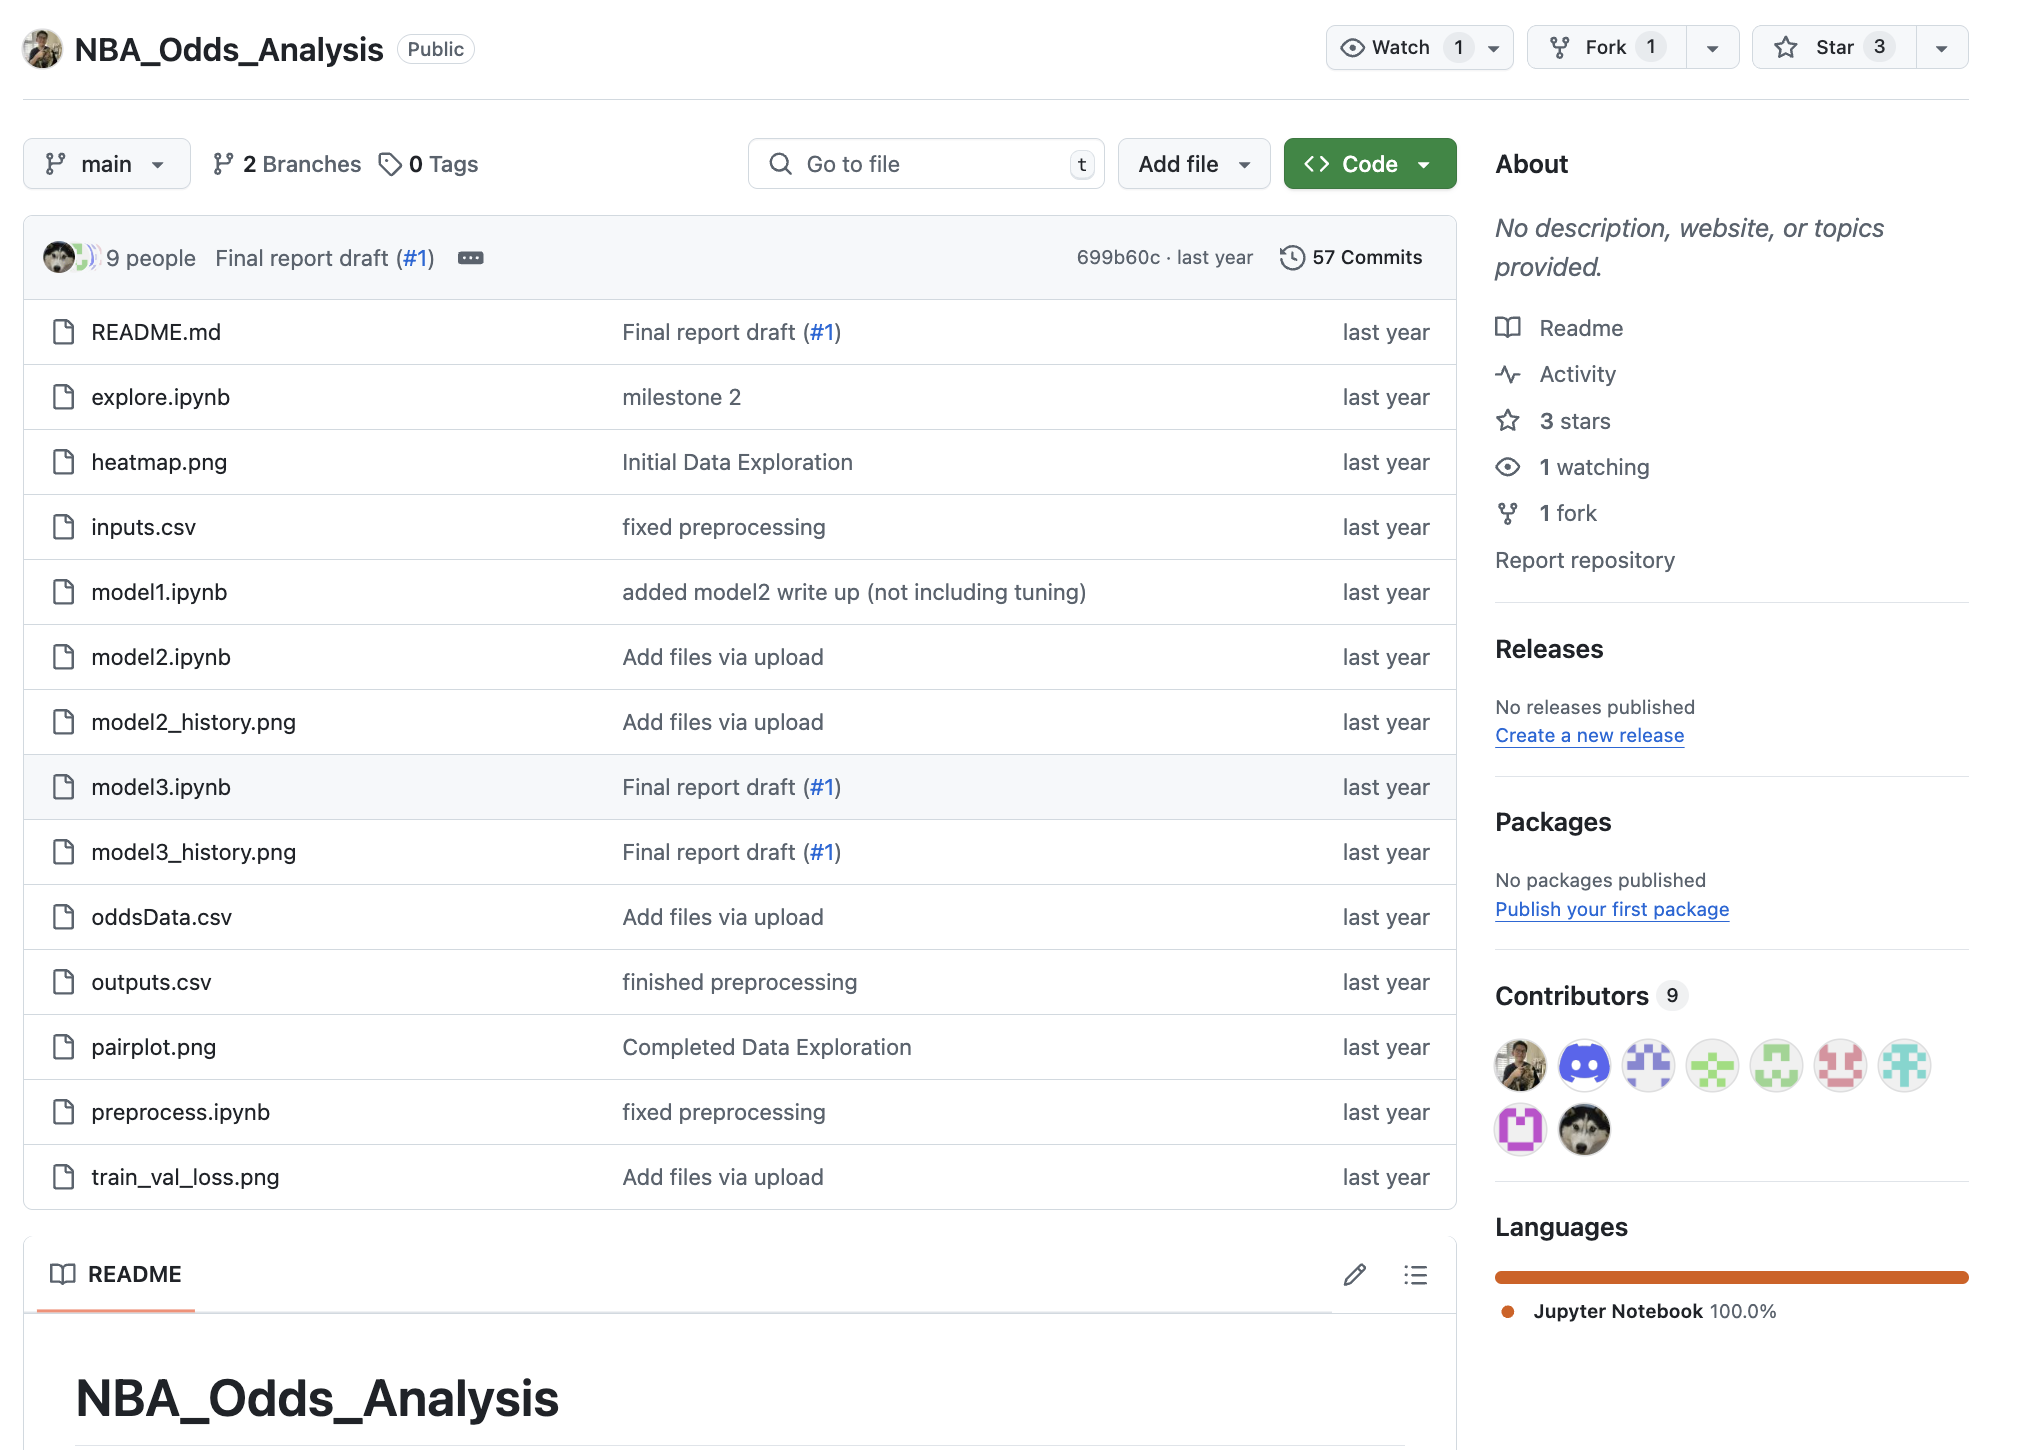 NBA_Odds_Analysis Public Watch 1 Fork 1 Star 3
main 2 Branches 0 Tags Go to file t Add file Code
9 people Final report draft (#1) 699b60c · last year 57 Commits
README.md Final report draft (#1) last year
explore.ipynb milestone 2 last year
heatmap.png Initial Data Exploration last year
inputs.csv fixed preprocessing last year
model1.ipynb added model2 write up (not including tuning) last year
model2.ipynb Add files via upload last year
model2_history.png Add files via upload last year
model3.ipynb Final report draft (#1) last year
model3_history.png Final report draft (#1) last year
oddsData.csv Add files via upload last year
outputs.csv finished preprocessing last year
pairplot.png Completed Data Exploration last year
preprocess.ipynb fixed preprocessing last year
train_val_loss.png Add files via upload last year
README
NBA_Odds_Analysis
About
No description, website, or topics
provided.
Readme
Activity
3 stars
1 watching
1 fork
Report repository
Releases
No releases published
Create a new release
Packages
No packages published
Publish your first package
Contributors 9
Languages
Jupyter Notebook 100.0%